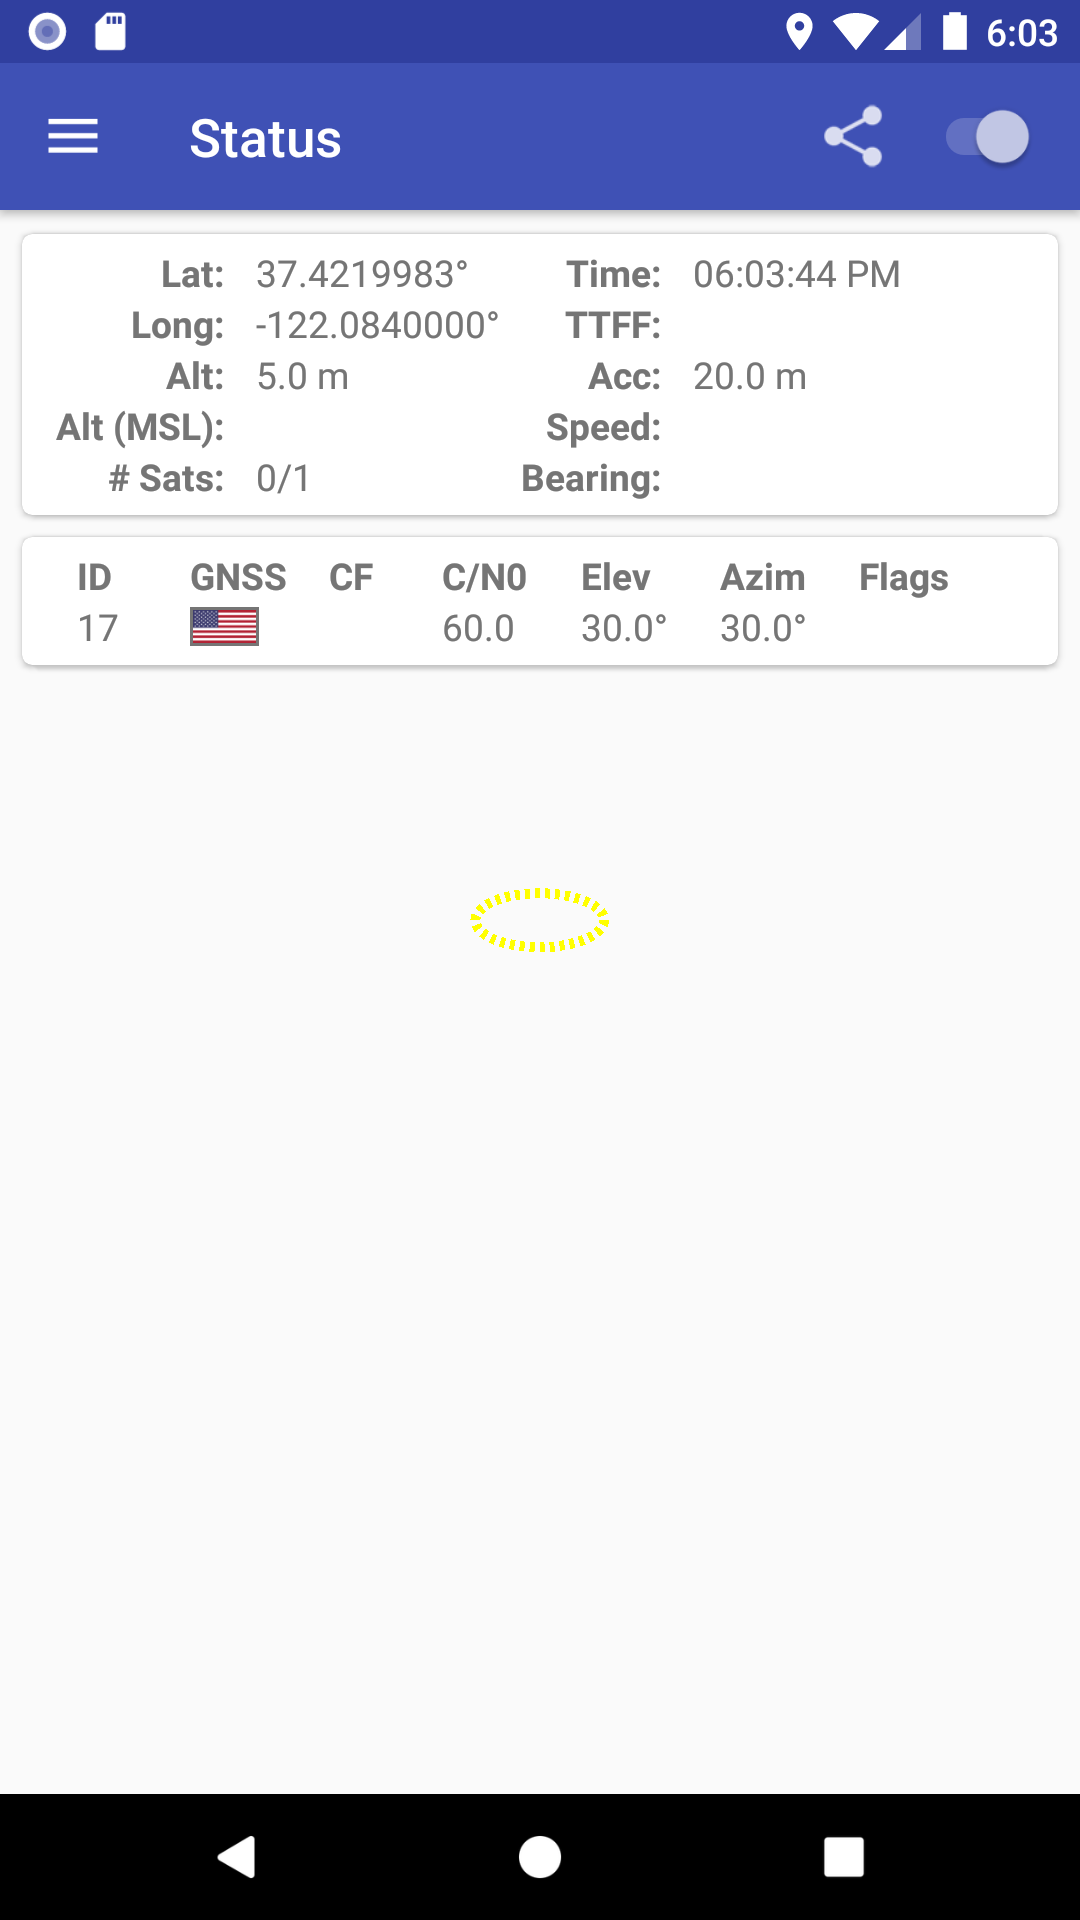 6:03
Status
Lat: 37.4219983° Time: 06:03:44 PM
Long: -122.0840000° TTFF:
Alt: 5.0 m Acc: 20.0 m
Alt (MSL): Speed:
# Sats: 0/1 Bearing:
ID GNSS CF C/N0 Elev Azim Flags
17 60.0 30.0° 30.0°